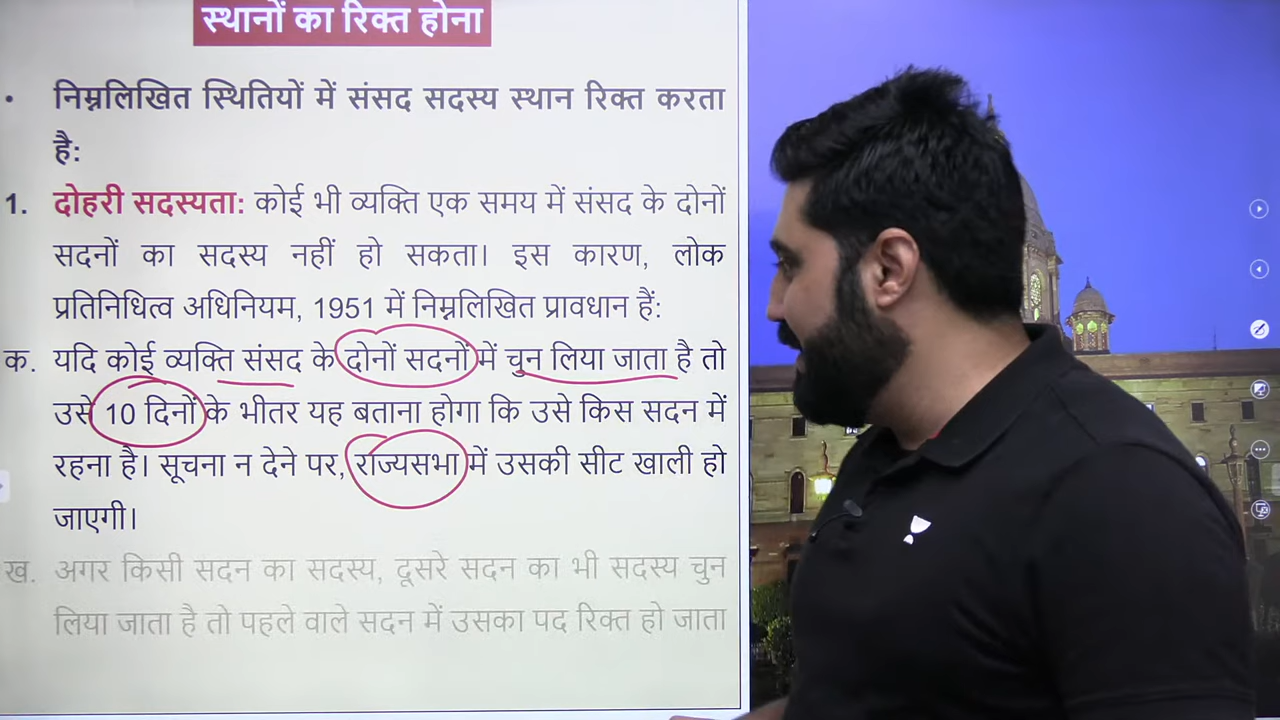 स्थानों का रिक्त होना
• निम्नलिखित स्थितियों में संसद सदस्य स्थान रिक्त करता
है:
1. दोहरी सदस्यता: कोई भी व्यक्ति एक समय में संसद के दोनों
सदनों का सदस्य नहीं हो सकता। इस कारण, लोक
प्रतिनिधित्व अधिनियम, 1951 में निम्नलिखित प्रावधान हैं:
क. यदि कोई व्यक्ति संसद के दोनों सदनों में चुन लिया जाता है तो
उसे 10 दिनों के भीतर यह बताना होगा कि उसे किस सदन में
रहना है। सूचना न देने पर, राज्यसभा में उसकी सीट खाली हो
जाएगी।
ख. अगर किसी सदन का सदस्य, दूसरे सदन का भी सदस्य चुन
लिया जाता है तो पहले वाले सदन में उसका पद रिक्त हो जाता